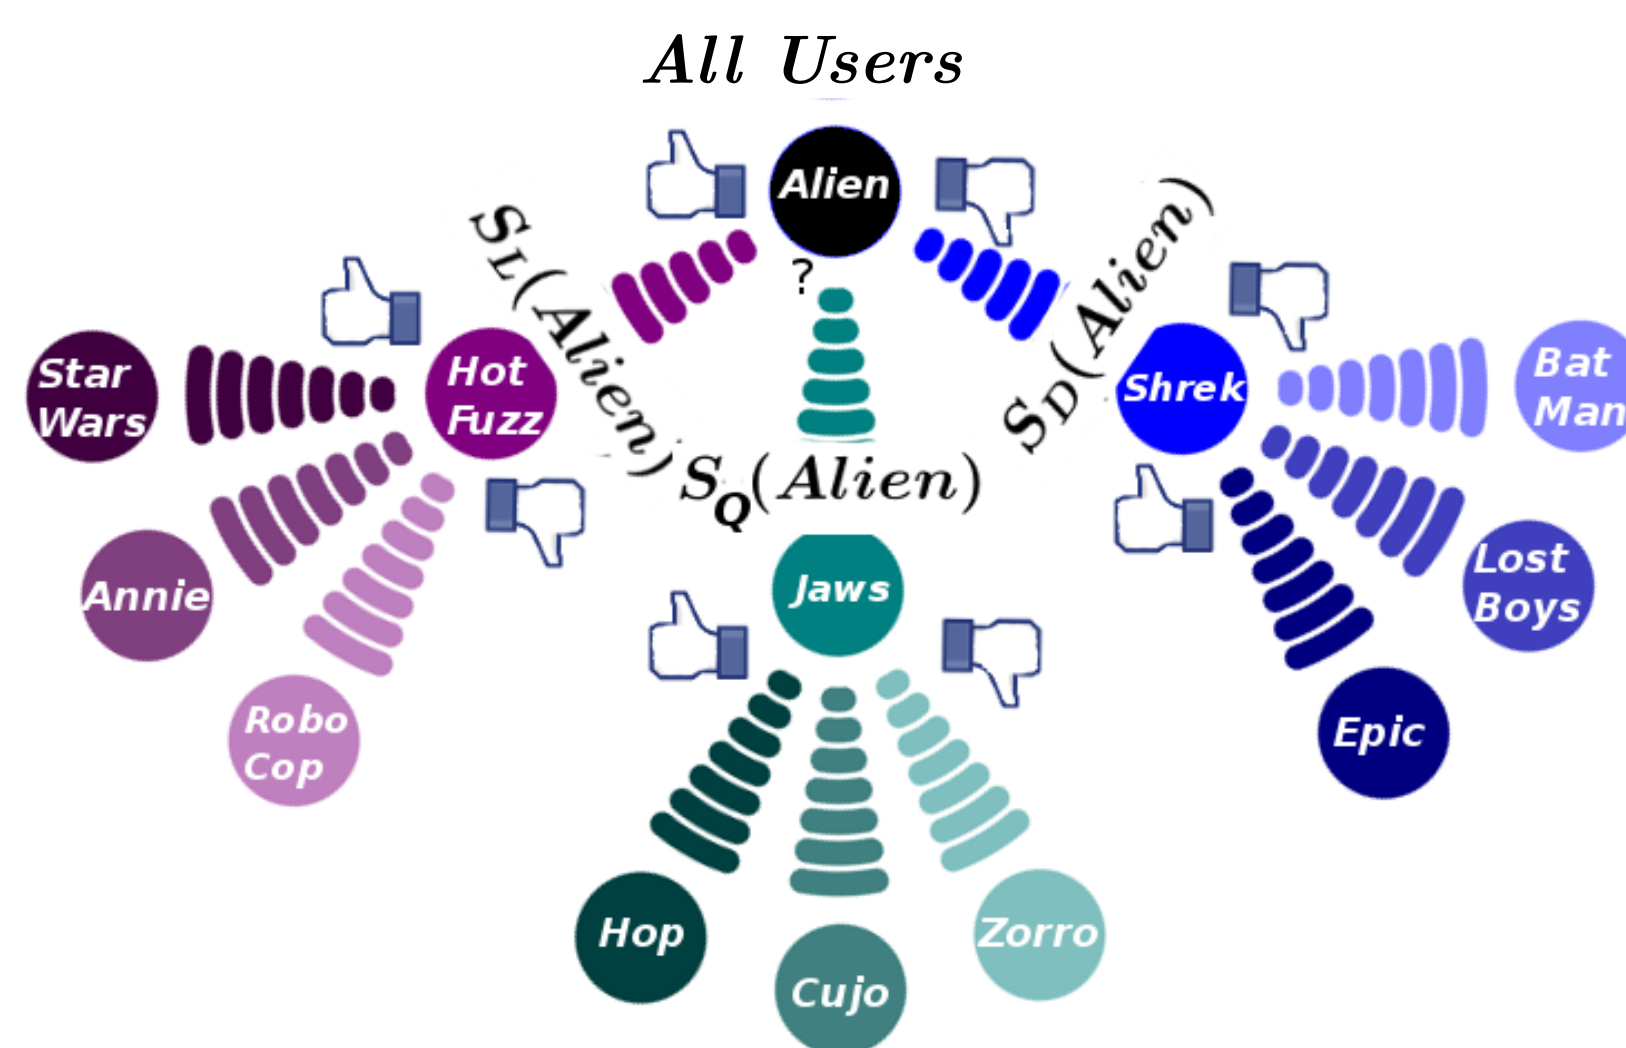 All Users
Alien
?
S_L(Alien)
S_D(Alien)
S_Q(Alien)
Star
Wars
Hot
Fuzz
Shrek
Bat
Man
Annie
Jaws
Lost
Boys
Robo
Cop
Epic
Hop
Cujo
Zorro